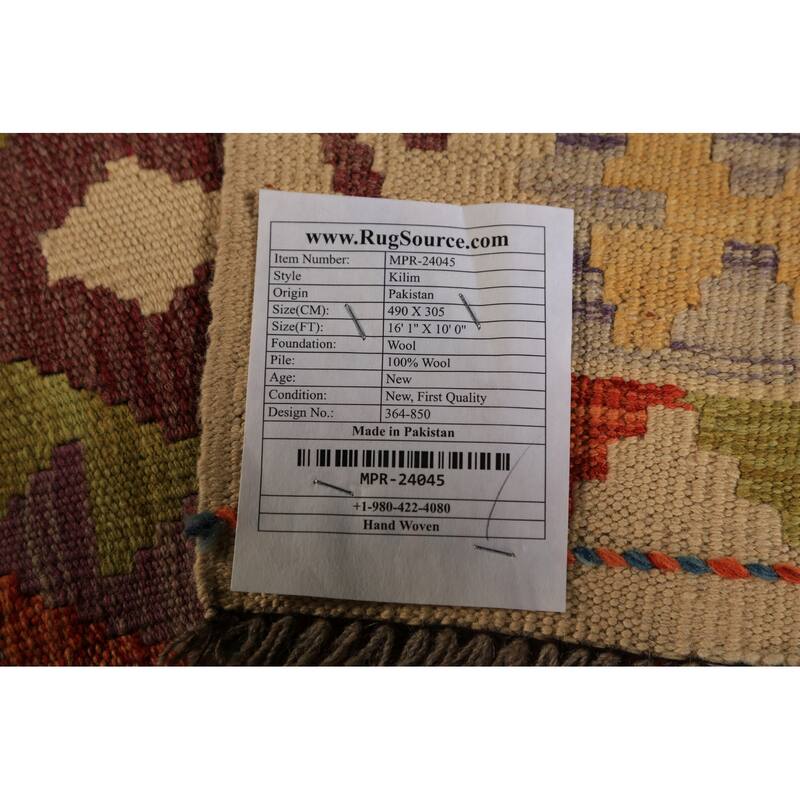 www.RugSource.com
Item Number: MPR-24045
Style Kilim
Origin Pakistan
Size(CM): 490 X 305
Size(FT): 16' 1" X 10' 0"
Foundation: Wool
Pile: 100% Wool
Age: New
Condition: New, First Quality
Design No.: 364-850
Made in Pakistan
MPR-24045
+1-980-422-4080
Hand Woven